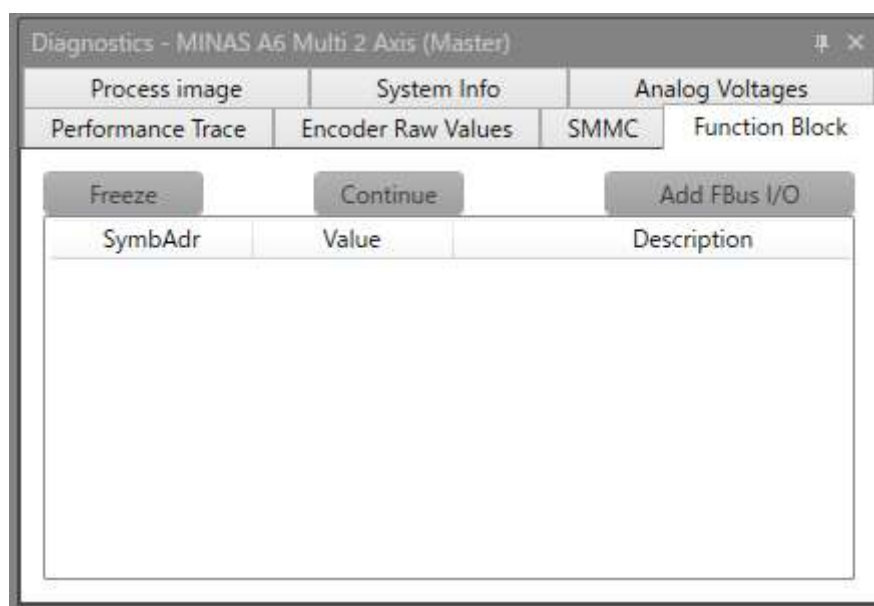 Diagnostics - MINAS A6 Multi 2 Axis (Master)
Process image System Info Analog Voltages
Performance Trace Encoder Raw Values SMMC Function Block
Freeze Continue Add FBus I/O
SymbAdr Value Description